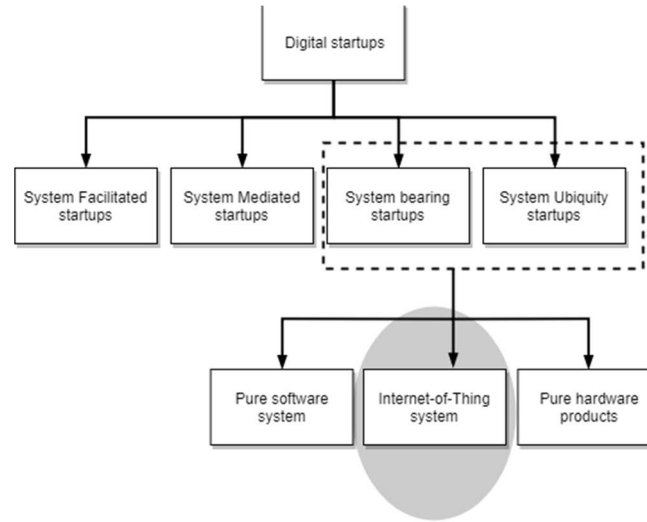 Digital startups
System Facilitated
startups
System Mediated
startups
System bearing
startups
System Ubiquity
startups
Pure software
system
Internet-of-Thing
system
Pure hardware
products